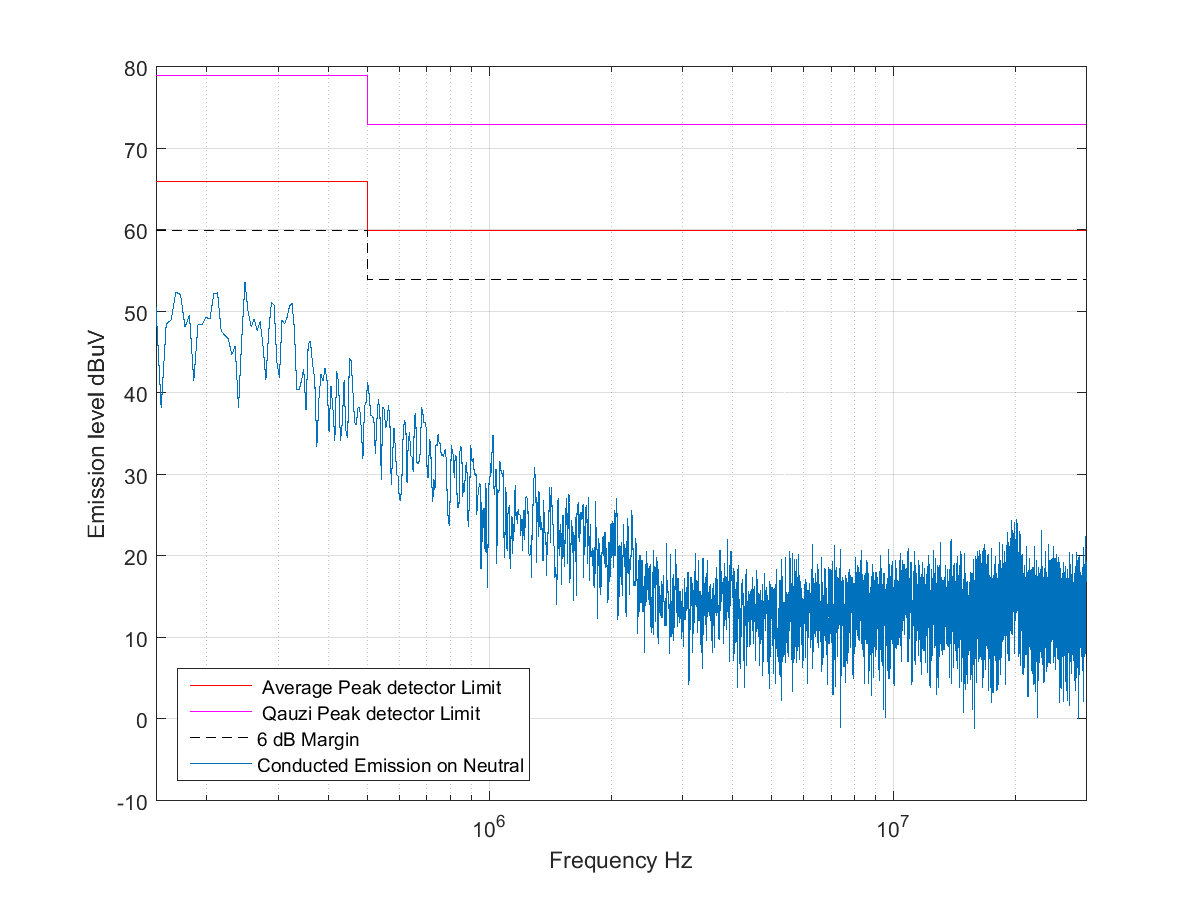 80
70
60
50
40
30
20
10
0
-10
Emission level dBuV
Average Peak detector Limit
Qauzi Peak detector Limit
6 dB Margin
Conducted Emission on Neutral
10^6
10^7
Frequency Hz